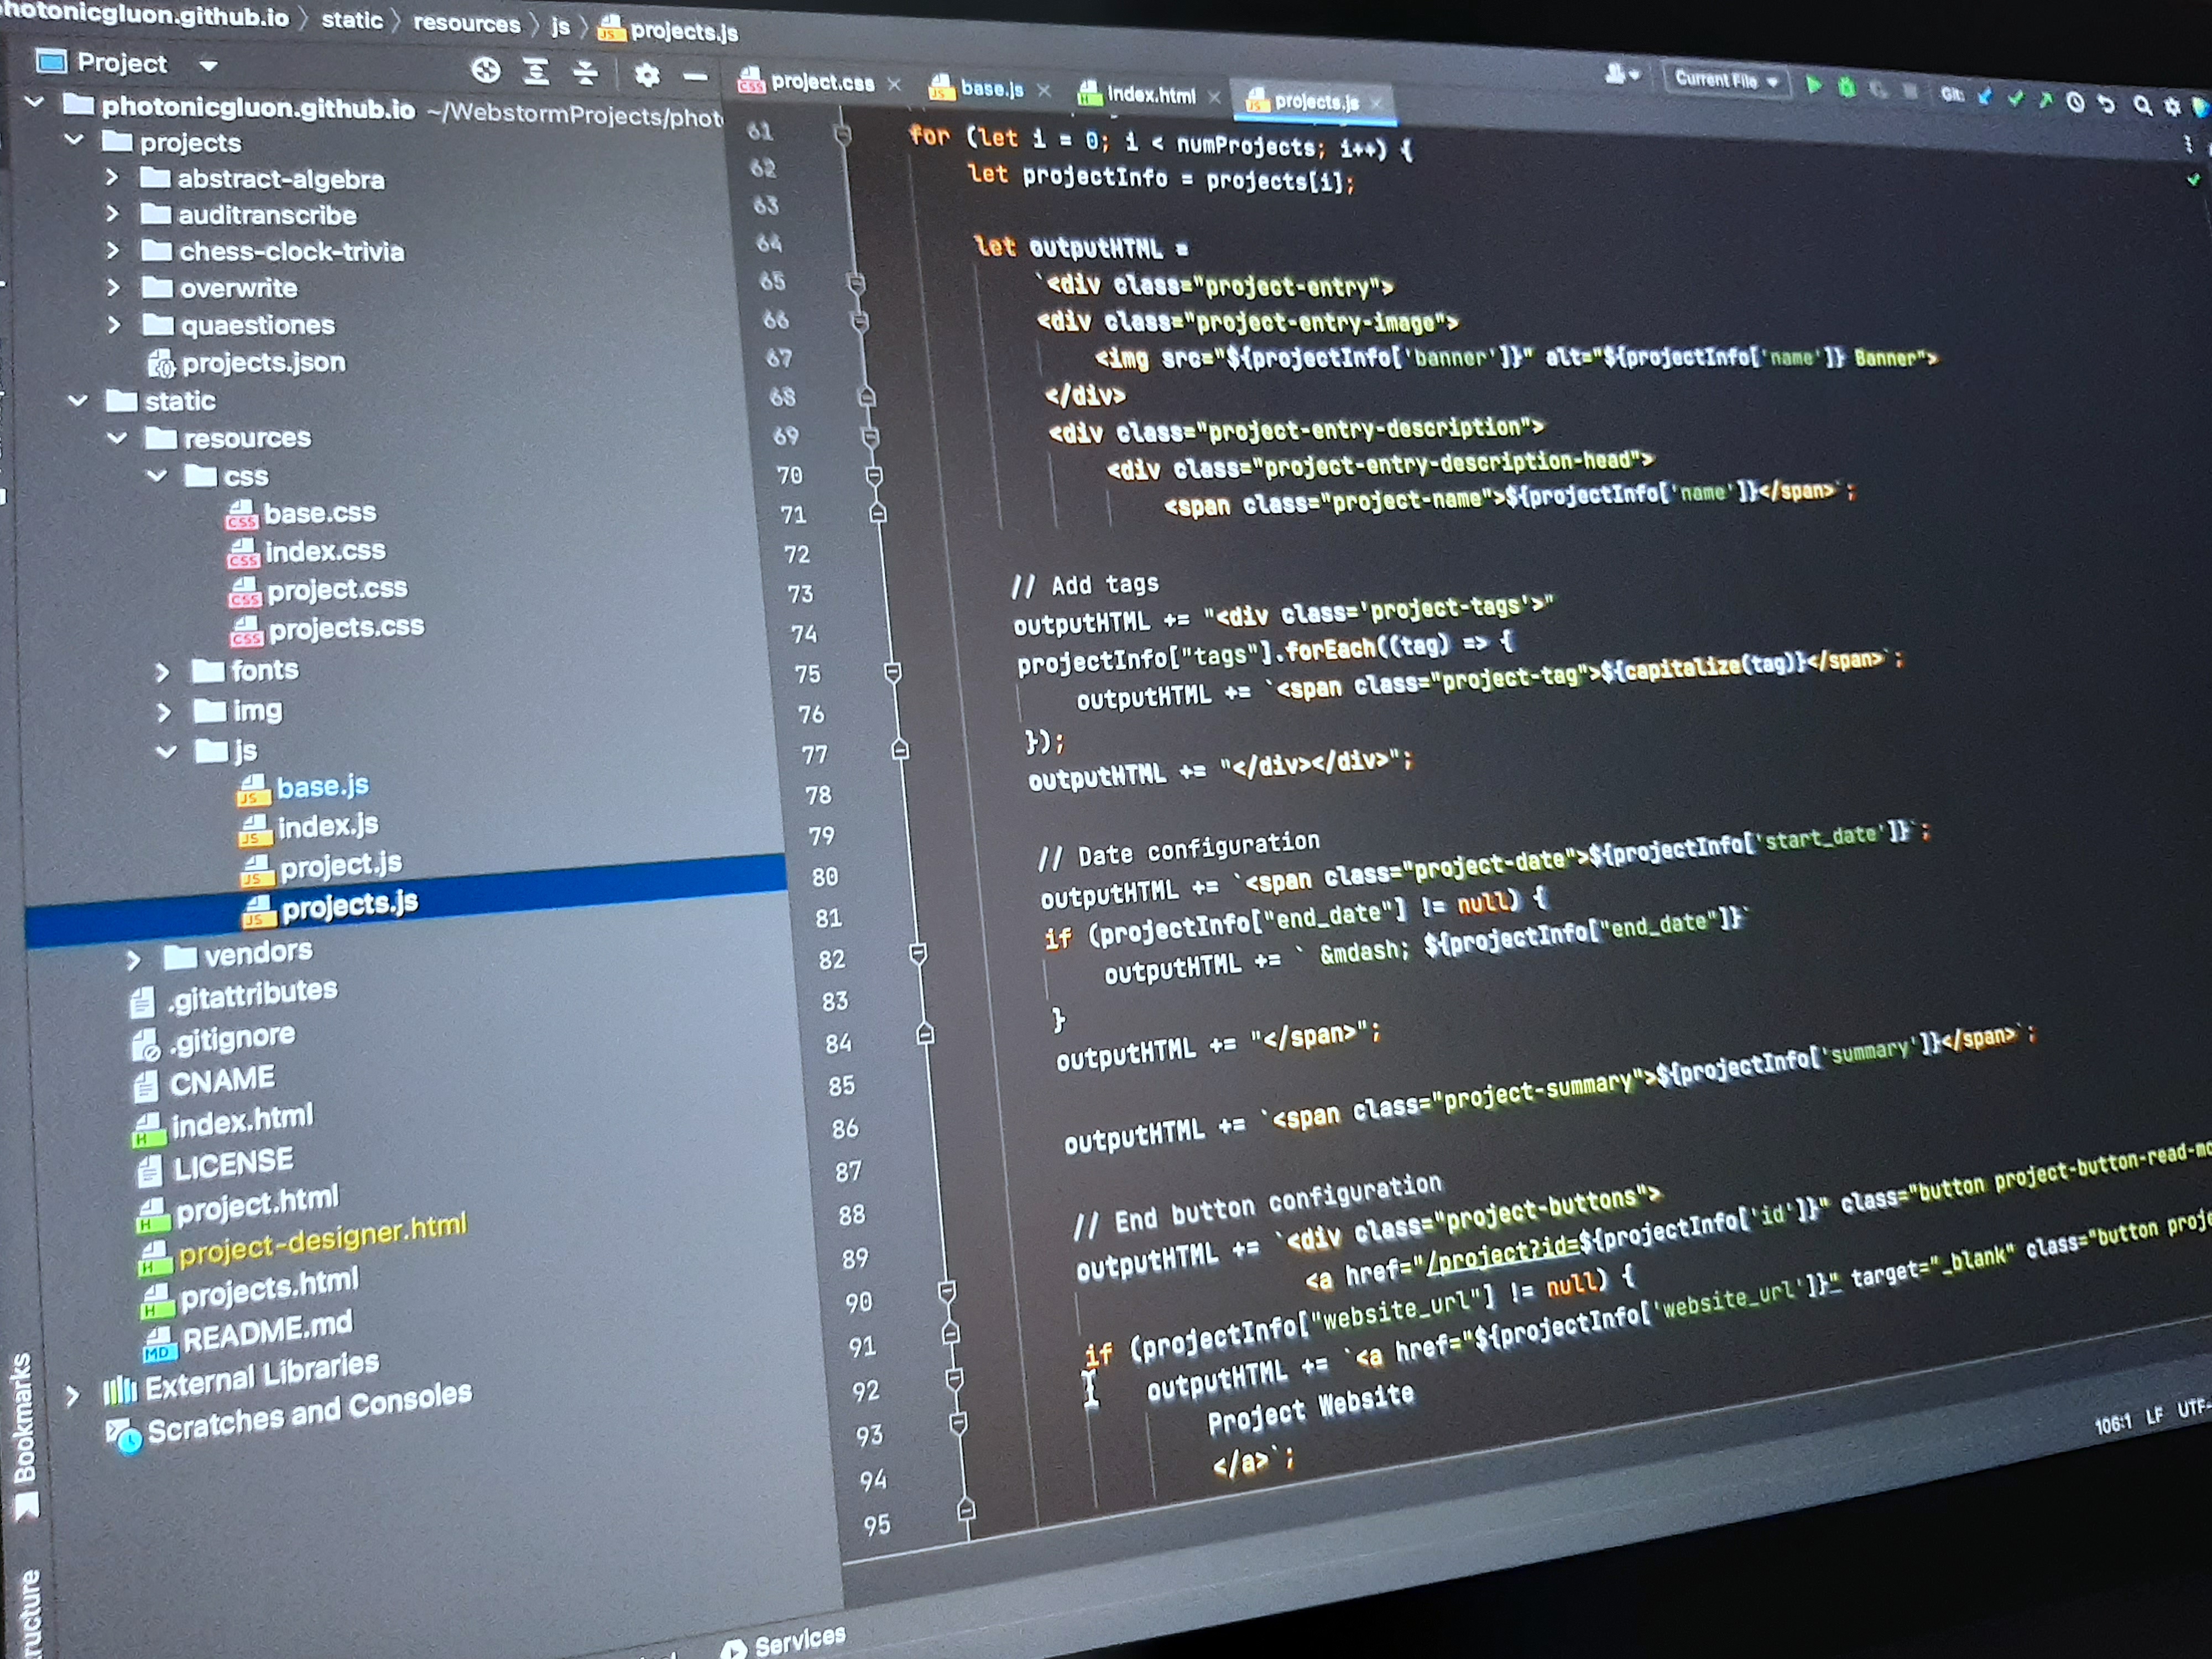 hotonicgluon.github.io › static › resources › js › projects.js
Project
photonicgluon.github.io ~/WebstormProjects/phot
projects
abstract-algebra
auditranscribe
chess-clock-trivia
overwrite
quaestiones
projects.json
static
resources
css
base.css
index.css
project.css
projects.css
fonts
img
js
base.js
index.js
project.js
projects.js
vendors
.gitattributes
.gitignore
CNAME
index.html
LICENSE
project.html
project-designer.html
projects.html
README.md
External Libraries
Scratches and Consoles
Bookmarks
ructure
Services
project.css base.js index.html projects.js
Current File Git:
61 for (let i = 0; i < numProjects; i++) {
62 let projectInfo = projects[i];
63
64 let outputHTML =
65 `<div class="project-entry">
66 <div class="project-entry-image">
67 <img src="${projectInfo['banner']}" alt="${projectInfo['name']} Banner">
68 </div>
69 <div class="project-entry-description">
70 <div class="project-entry-description-head">
71 <span class="project-name">${projectInfo['name']}</span>`;
72
73 // Add tags
74 outputHTML += "<div class='project-tags'>"
75 projectInfo["tags"].forEach((tag) => {
76 outputHTML += `<span class="project-tag">${capitalize(tag)}</span>`;
77 });
78 outputHTML += "</div></div>";
79
80 // Date configuration
81 outputHTML += `<span class="project-date">${projectInfo['start_date']}`;
82 if (projectInfo["end_date"] != null) {
83 outputHTML += ` &mdash; ${projectInfo["end_date"]}`
84 }
85 outputHTML += "</span>";
86
87 outputHTML += `<span class="project-summary">${projectInfo['summary']}</span>`;
88
89 // End button configuration
90 outputHTML += `<div class="project-buttons">
91 <a href="/project?id=${projectInfo['id']}" class="button project-button-read-mo
92 if (projectInfo["website_url"] != null) {
93 outputHTML += `<a href="${projectInfo['website_url']}" target="_blank" class="button proje
94 Project Website
95 </a>`;
106:1 LF UTF-